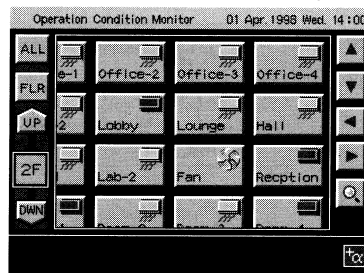 Operation Condition Monitor 01 Apr.1998 Wed. 14:00
ALL
e-1 Office-2 Office-3 Office-4
FLR
UP
-2 Lobby Lounge Hall
2F
Lab-2 Fan Recption
DWN
+α